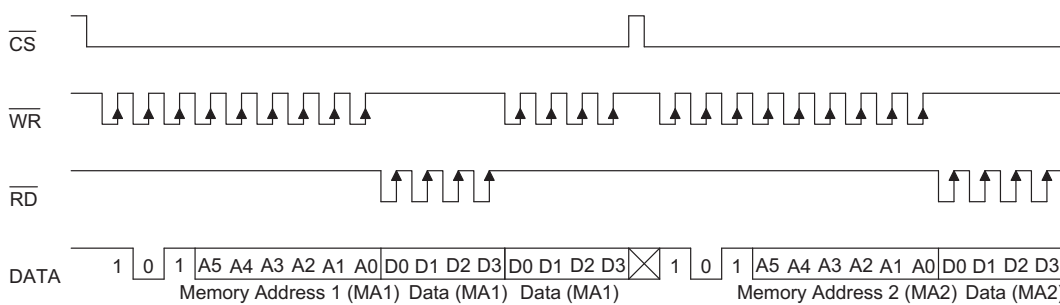 CS
WR
RD
DATA 1 0 1 A5 A4 A3 A2 A1 A0 D0 D1 D2 D3 D0 D1 D2 D3 1 0 1 A5 A4 A3 A2 A1 A0 D0 D1 D2 D3
Memory Address 1 (MA1) Data (MA1) Data (MA1) Memory Address 2 (MA2) Data (MA2